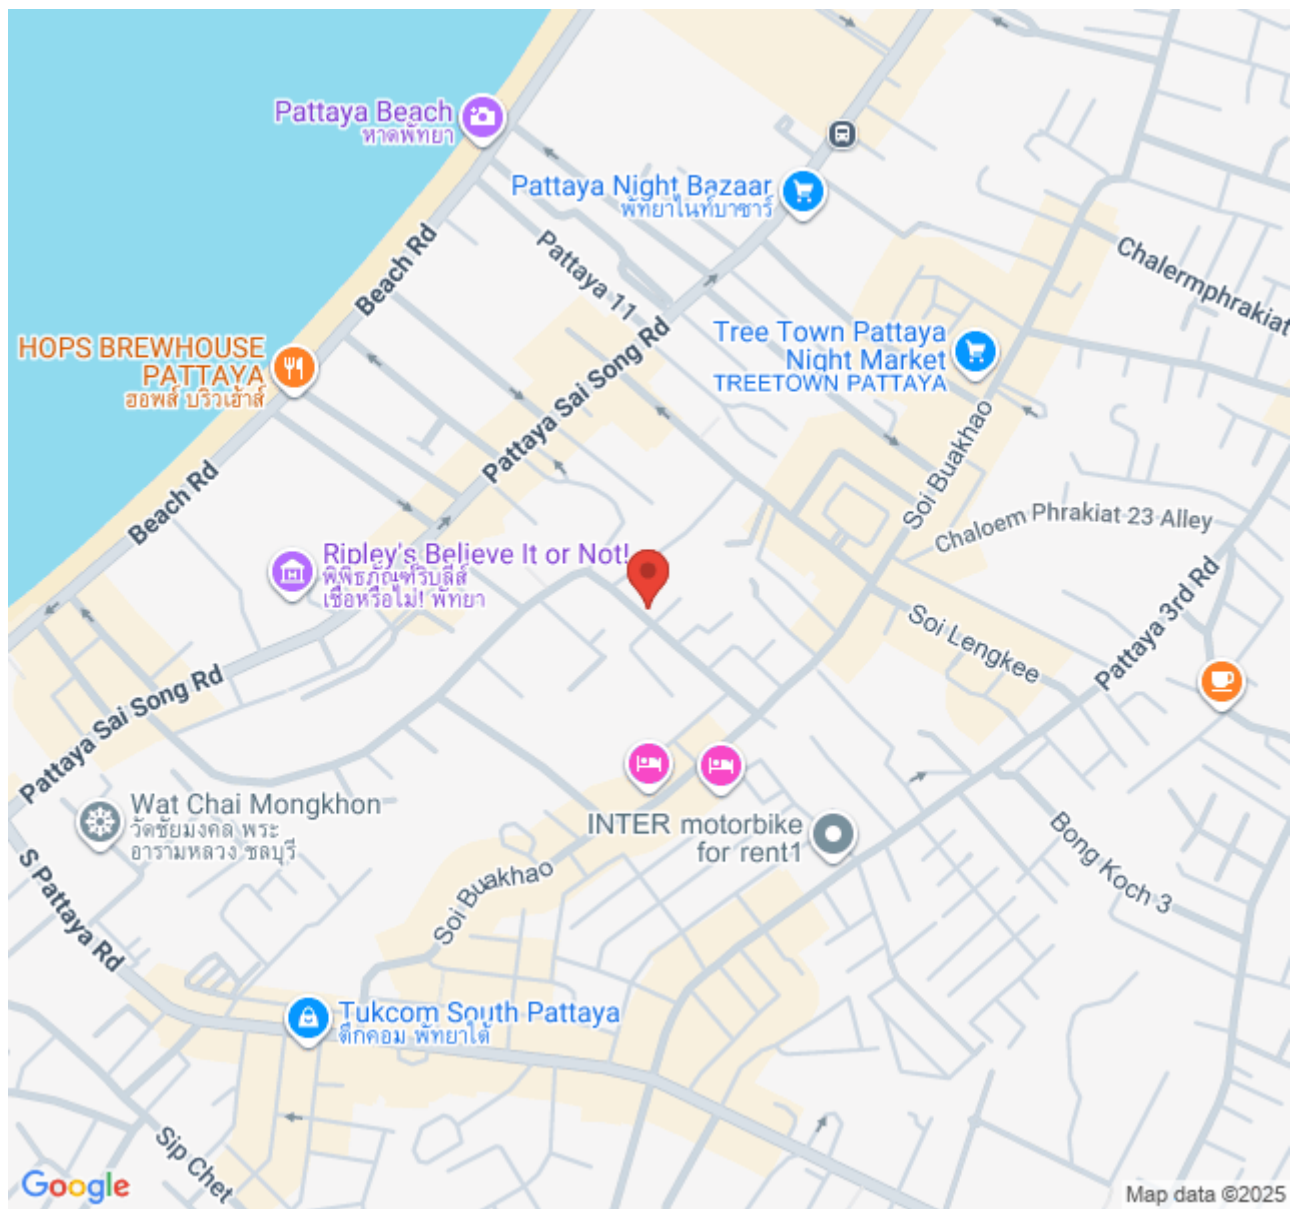 Pattaya Beach
หาดพัทยา
Pattaya Night Bazaar
พัทยาไนท์บาซาร์
Beach Rd
Pattaya 11
Chalermphrakiat
HOPS BREWHOUSE
PATTAYA
ฮอพส์ บริวเฮ้าส์
Pattaya Sai Song Rd
Tree Town Pattaya
Night Market
TREETOWN PATTAYA
Soi Buakhao
Beach Rd
Chaloem Phrakiat 23 Alley
Ripley's Believe It or Not!
พิพิธภัณฑ์ริบลีส์
เชื่อหรือไม่! พัทยา
Soi Lengkee
Pattaya 3rd Rd
Pattaya Sai Song Rd
Wat Chai Mongkhon
วัดชัยมงคล พระ
อารามหลวง ชลบุรี
INTER motorbike
for rent1
Bong Koch 3
Soi Buakhao
S Pattaya Rd
Tukcom South Pattaya
ตึกคอม พัทยาใต้
Sip Chet
Google
Map data ©2025